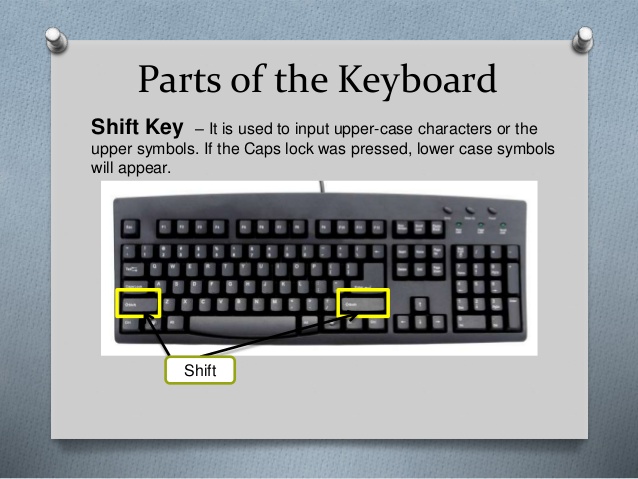 Parts of the Keyboard
Shift Key – It is used to input upper-case characters or the
upper symbols. If the Caps lock was pressed, lower case symbols
will appear.
Shift